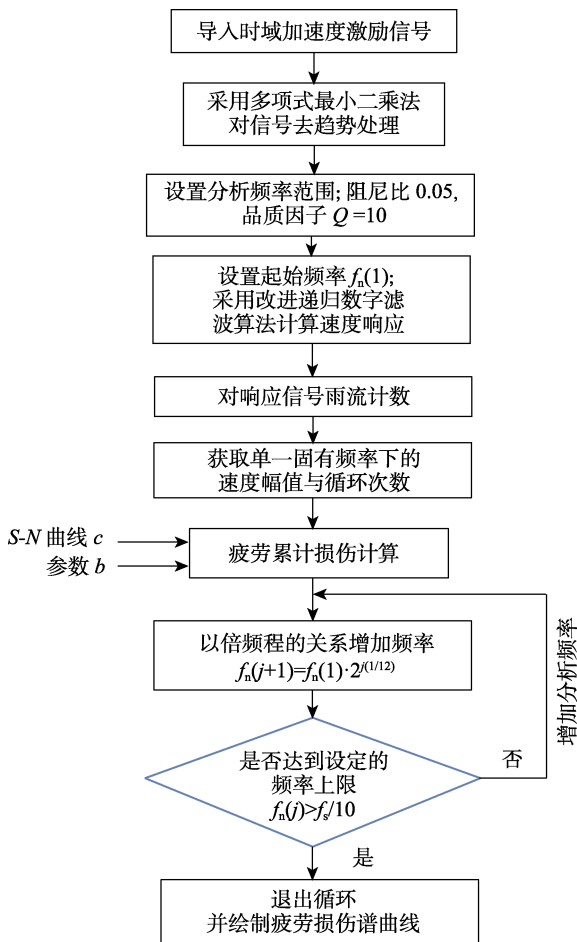 导入时域加速度激励信号
采用多项式最小二乘法
对信号去趋势处理
设置分析频率范围; 阻尼比 0.05,
品质因子 Q =10
设置起始频率 fn(1);
采用改进递归数字滤
波算法计算速度响应
对响应信号雨流计数
获取单一固有频率下的
速度幅值与循环次数
S-N 曲线 c
参数 b
疲劳累计损伤计算
以倍频程的关系增加频率
fn(j+1)=fn(1)·2^j(1/12)
增加分析频率
是否达到设定的
频率上限
fn(j)>fs/10
否
是
退出循环
并绘制疲劳损伤谱曲线